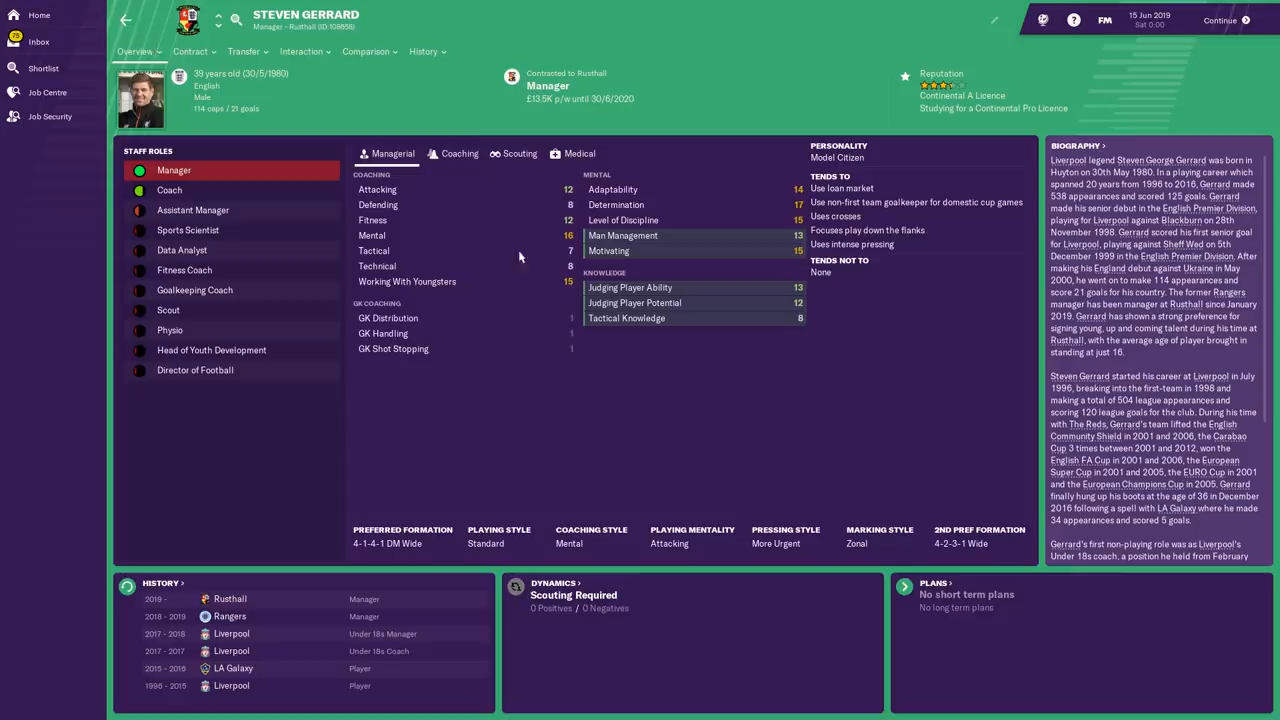 Home
75
Inbox
Shortlist
Job Centre
Job Security
STEVEN GERRARD
Manager - Rusthall (ID:108658)
?
FM
15 Jun 2019
Sat 0:00
Continue
Overview
Contract
Transfer
Interaction
Comparison
History
39 years old (30/5/1980)
English
Male
114 caps / 21 goals
Contracted to Rusthall
Manager
£13.5K p/w until 30/6/2020
Reputation
Continental A Licence
Studying for a Continental Pro Licence
STAFF ROLES
Manager
Coach
Assistant Manager
Sports Scientist
Data Analyst
Fitness Coach
Goalkeeping Coach
Scout
Physio
Head of Youth Development
Director of Football
Managerial
Coaching
Scouting
Medical
COACHING
Attacking 12
Defending 8
Fitness 12
Mental 16
Tactical 7
Technical 8
Working With Youngsters 15
GK COACHING
GK Distribution 1
GK Handling 1
GK Shot Stopping 1
MENTAL
Adaptability 14
Determination 17
Level of Discipline 15
Man Management 13
Motivating 15
KNOWLEDGE
Judging Player Ability 13
Judging Player Potential 12
Tactical Knowledge 8
PERSONALITY
Model Citizen
TENDS TO
Use loan market
Use non-first team goalkeeper for domestic cup games
Uses crosses
Focuses play down the flanks
Uses intense pressing
TENDS NOT TO
None
PREFERRED FORMATION
4-1-4-1 DM Wide
PLAYING STYLE
Standard
COACHING STYLE
Mental
PLAYING MENTALITY
Attacking
PRESSING STYLE
More Urgent
MARKING STYLE
Zonal
2ND PREF FORMATION
4-2-3-1 Wide
BIOGRAPHY >
Liverpool legend Steven George Gerrard was born in
Huyton on 30th May 1980. In a playing career which
spanned 20 years from 1996 to 2016, Gerrard made
538 appearances and scored 125 goals. Gerrard
made his senior debut in the English Premier Division,
playing for Liverpool against Blackburn on 28th
November 1998. Gerrard scored his first senior goal
for Liverpool, playing against Sheff Wed on 5th
December 1999 in the English Premier Division. After
making his England debut against Ukraine in May
2000, he went on to make 114 appearances and
score 21 goals for his country. The former Rangers
manager has been manager at Rusthall since January
2019. Gerrard has shown a strong preference for
signing young, up and coming talent during his time at
Rusthall, with the average age of player brought in
standing at just 16.
Steven Gerrard started his career at Liverpool in July
1996, breaking into the first-team in 1998 and
making a total of 504 league appearances and
scoring 120 league goals for the club. During his time
with The Reds, Gerrard's team lifted the English
Community Shield in 2001 and 2006, the Carabao
Cup 3 times between 2001 and 2012, won the
English FA Cup in 2001 and 2006, the European
Super Cup in 2001 and 2005, the EURO Cup in 2001
and the European Champions Cup in 2005. Gerrard
finally hung up his boots at the age of 36 in December
2016 following a spell with LA Galaxy where he made
34 appearances and scored 5 goals.
Gerrard's first non-playing role was as Liverpool's
Under 18s coach, a position he held from February
HISTORY >
2019 - Rusthall Manager
2018 - 2019 Rangers Manager
2017 - 2018 Liverpool Under 18s Manager
2017 - 2017 Liverpool Under 18s Coach
2015 - 2016 LA Galaxy Player
1996 - 2015 Liverpool Player
DYNAMICS >
Scouting Required
0 Positives / 0 Negatives
PLANS >
No short term plans
No long term plans